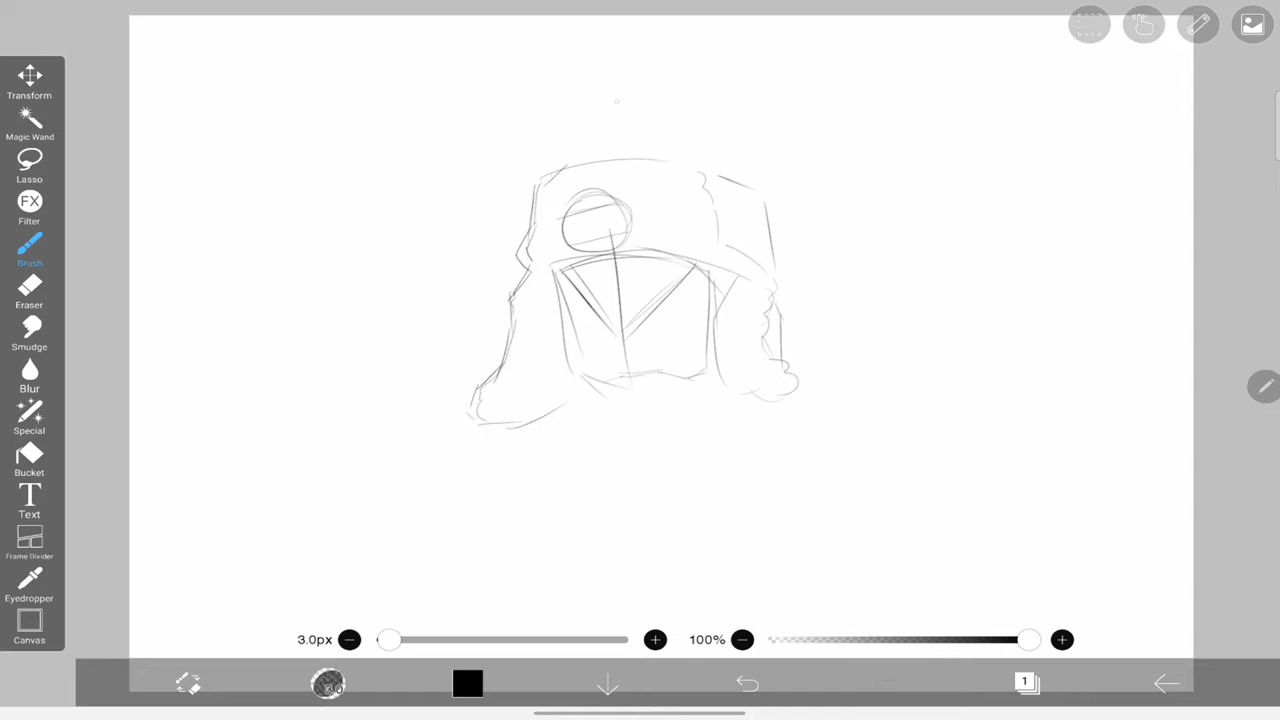 Transform
Magic Wand
Lasso
FX
Filter
Brush
Eraser
Smudge
Blur
Special
Bucket
T
Text
Frame Divider
Eyedropper
Canvas
3.0px
100%
1